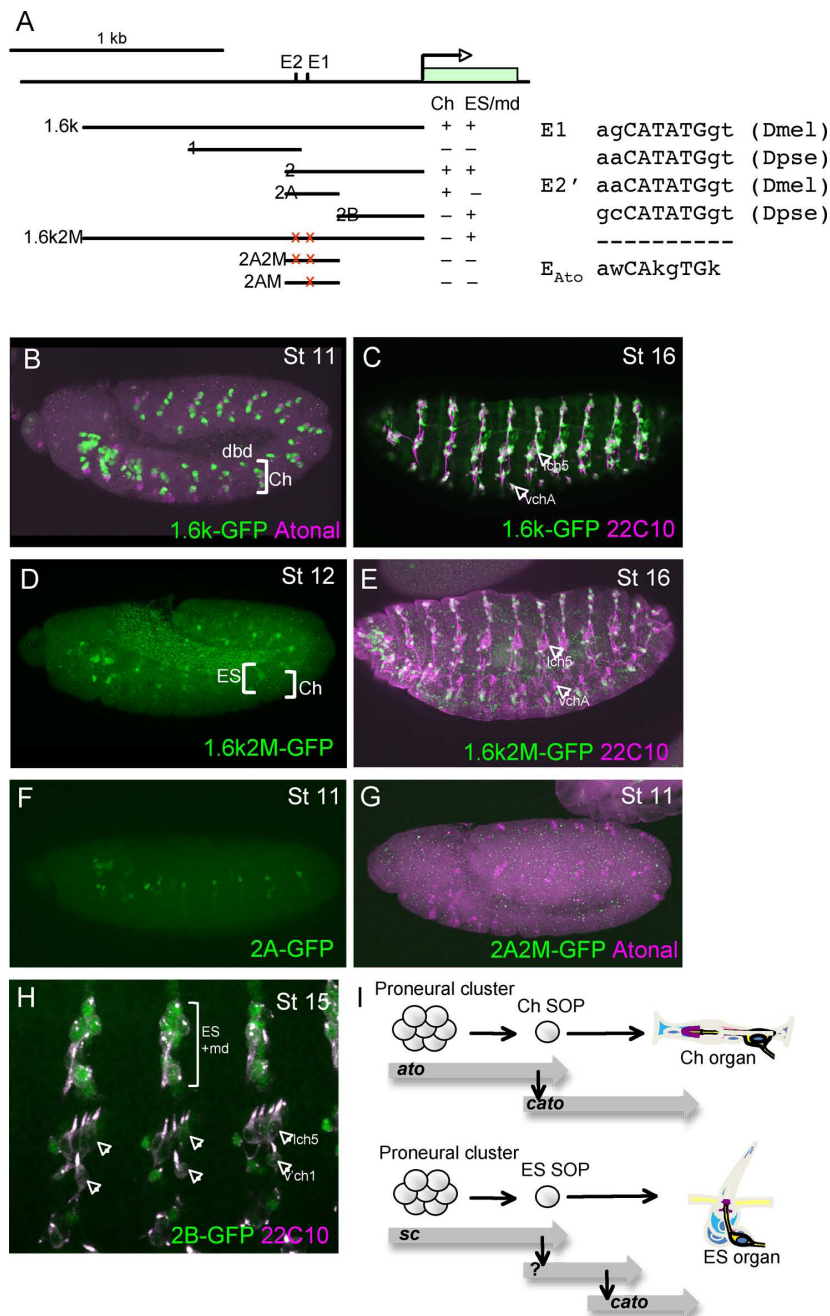 A
1 kb
E2 E1
Ch ES/md
1.6k + +
1 – –
2 + +
2A + –
2B – +
1.6k2M x x – +
2A2M x x – –
2AM x – –
E1 agCATATGgt (Dmel)
aaCATATGgt (Dpse)
E2' aaCATATGgt (Dmel)
gcCATATGgt (Dpse)
----------
EAto awCAkgTGk
B St 11
dbd
Ch
1.6k-GFP Atonal
C St 16
lch5
vchA
1.6k-GFP 22C10
D St 12
ES
Ch
1.6k2M-GFP
E St 16
lch5
vchA
1.6k2M-GFP 22C10
F St 11
2A-GFP
G St 11
2A2M-GFP Atonal
H St 15
ES
+md
lch5
v'ch1
2B-GFP 22C10
I
Proneural cluster
Ch SOP
Ch organ
ato
cato
Proneural cluster
ES SOP
ES organ
sc
?
cato